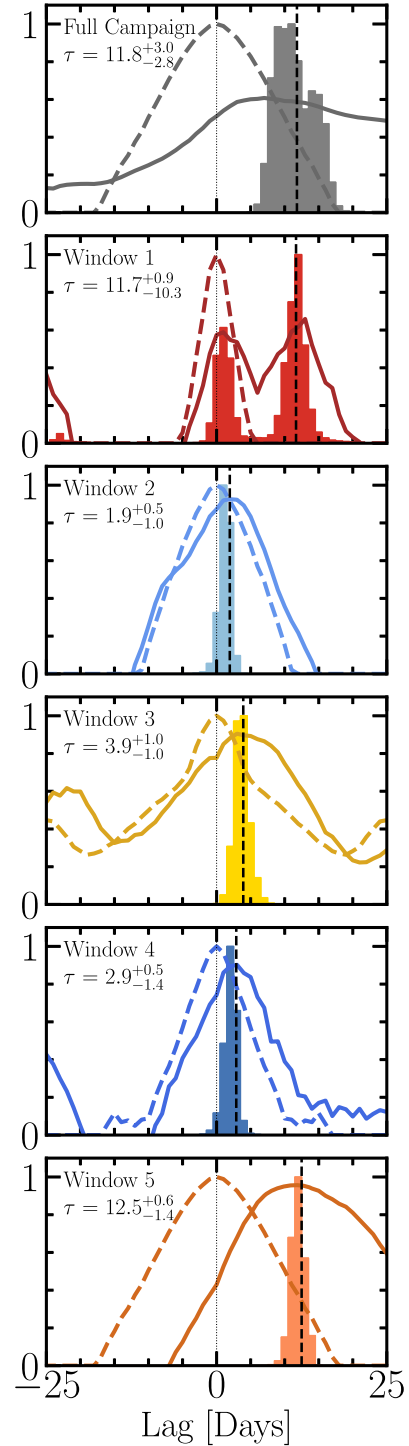 1
Full Campaign
τ = 11.8^{+3.0}_{-2.8}
0
1
Window 1
τ = 11.7^{+0.9}_{-10.3}
0
1
Window 2
τ = 1.9^{+0.5}_{-1.0}
0
1
Window 3
τ = 3.9^{+1.0}_{-1.0}
0
1
Window 4
τ = 2.9^{+0.5}_{-1.4}
0
1
Window 5
τ = 12.5^{+0.6}_{-1.4}
0
−25 0 25
Lag [Days]